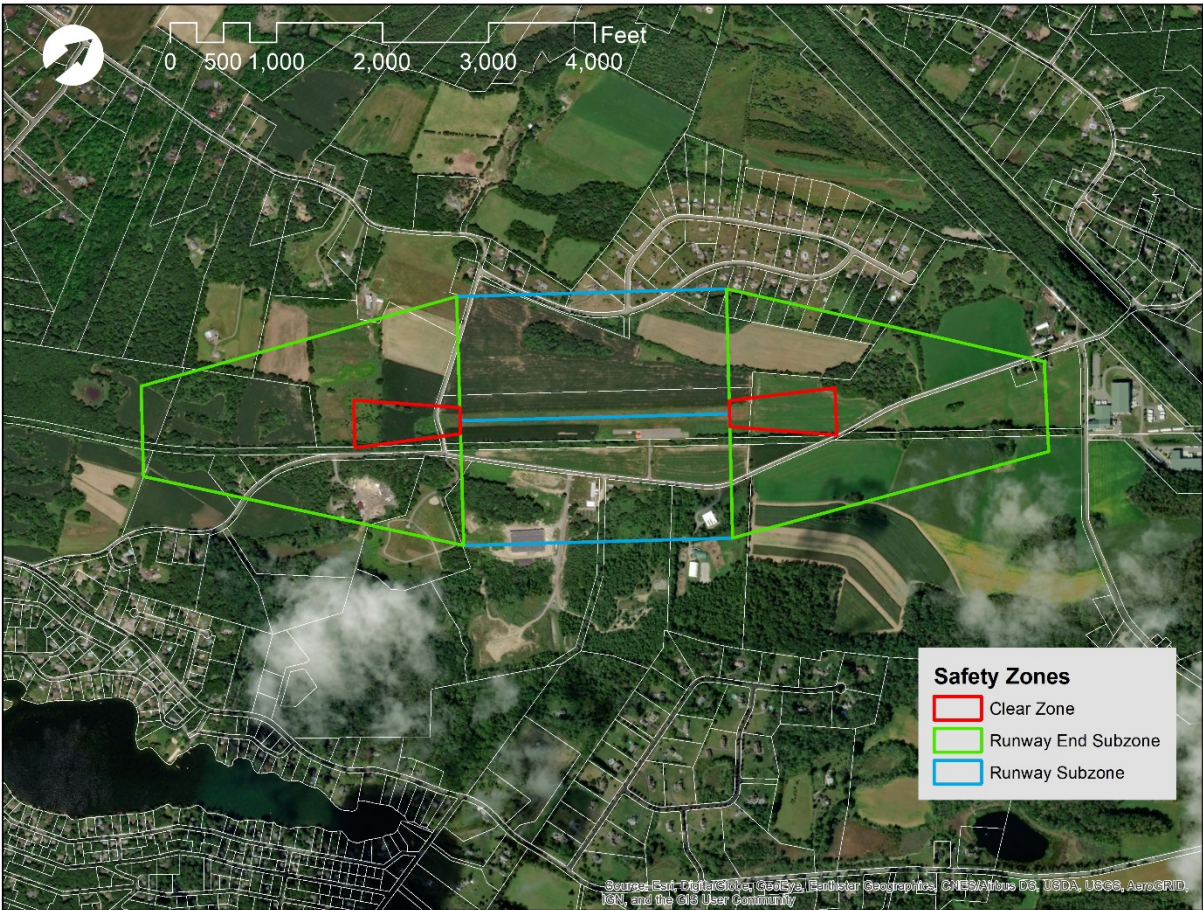 Feet
0 500 1,000 2,000 3,000 4,000
Safety Zones
Clear Zone
Runway End Subzone
Runway Subzone
Source: Esri, DigitalGlobe, GeoEye, Earthstar Geographics, CNES/Airbus DS, USDA, USGS, AeroGRID,
IGN, and the GIS User Community